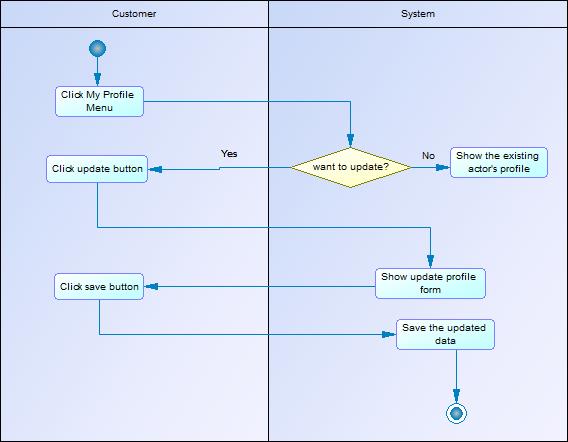 Customer
System
Click My Profile
Menu
want to update?
Yes
No
Click update button
Show the existing
actor's profile
Show update profile
form
Click save button
Save the updated
data